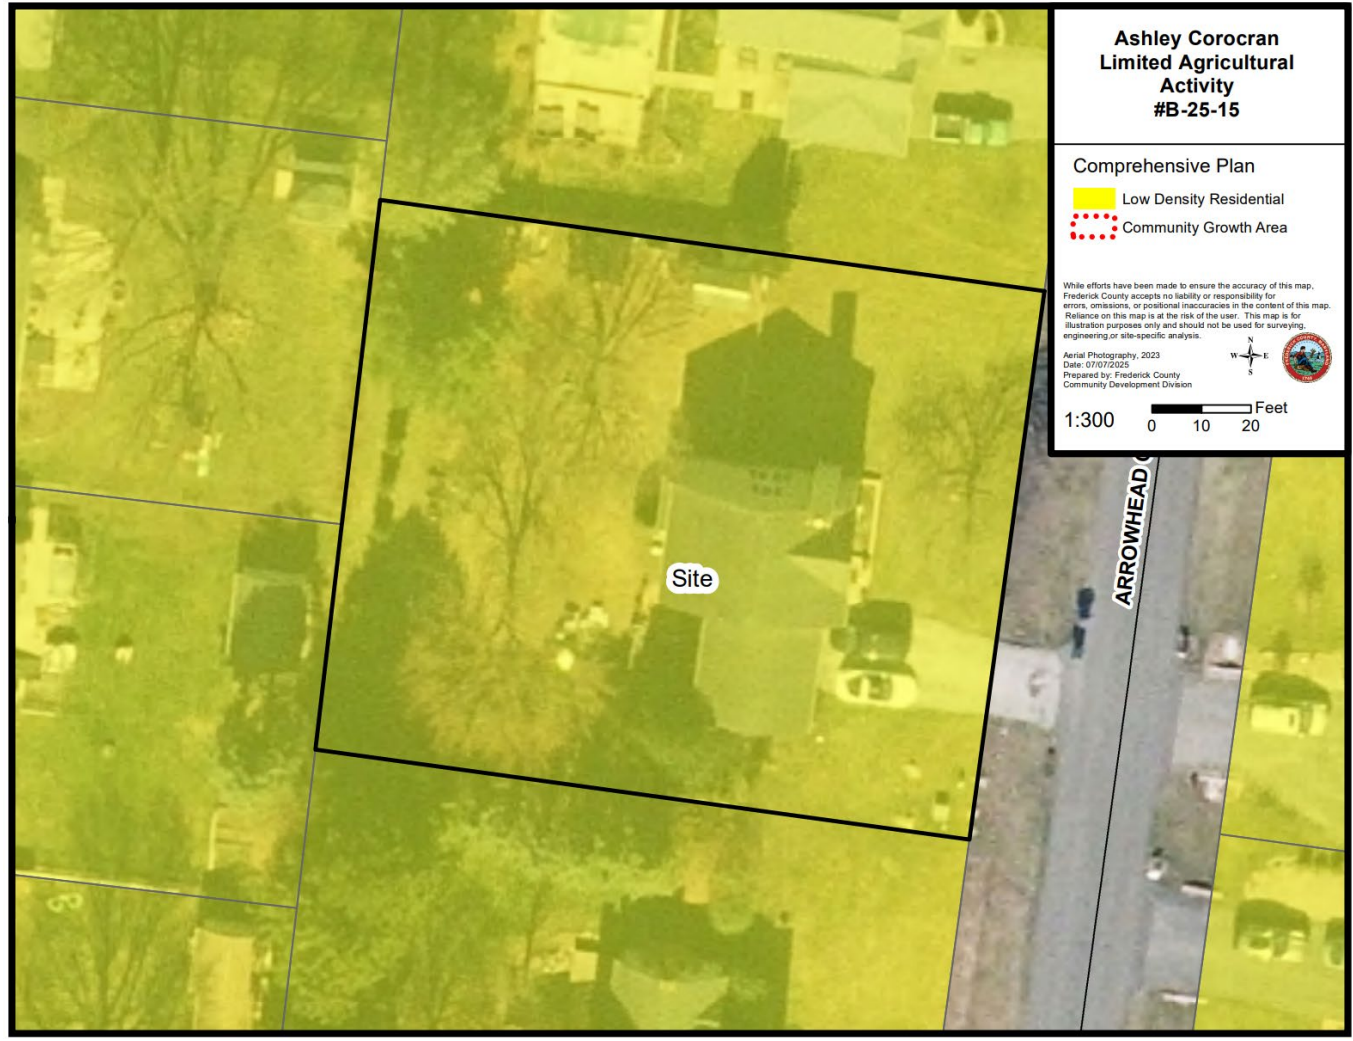 Ashley Corocran
Limited Agricultural
Activity
#B-25-15
Comprehensive Plan
Low Density Residential
Community Growth Area
While efforts have been made to ensure the accuracy of this map,
Frederick County accepts no liability or responsibility for
errors, omissions, or positional inaccuracies in the content of this map.
Reliance on this map is at the risk of the user. This map is for
illustration purposes only and should not be used for surveying,
engineering,or site-specific analysis.
N
W E
S
Aerial Photography, 2023
Date: 07/07/2025
Prepared by: Frederick County
Community Development Division
1:300
Feet
0 10 20
ARROWHEAD
Site